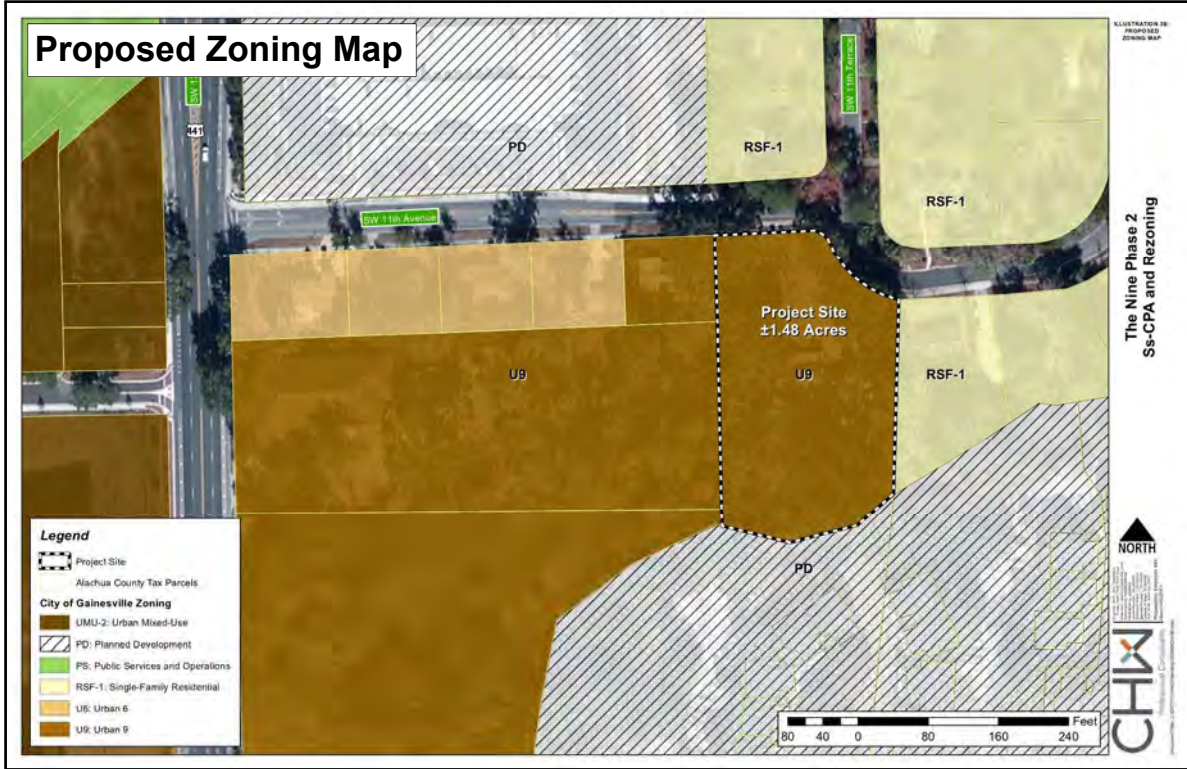 Proposed Zoning Map
ILLUSTRATION 3B:
PROPOSED
ZONING MAP
441
SW 11th Terrace
PD
RSF-1
RSF-1
SW 11th Avenue
Project Site
±1.48 Acres
U9
U9
RSF-1
PD
The Nine Phase 2
Ss-CPA and Rezoning
NORTH
Legend
Project Site
Alachua County Tax Parcels
City of Gainesville Zoning
UMU-2: Urban Mixed-Use
PD: Planned Development
PS: Public Services and Operations
RSF-1: Single-Family Residential
U6: Urban 6
U9: Urban 9
80 40 0 80 160 240 Feet
CHW
Professional Consultants